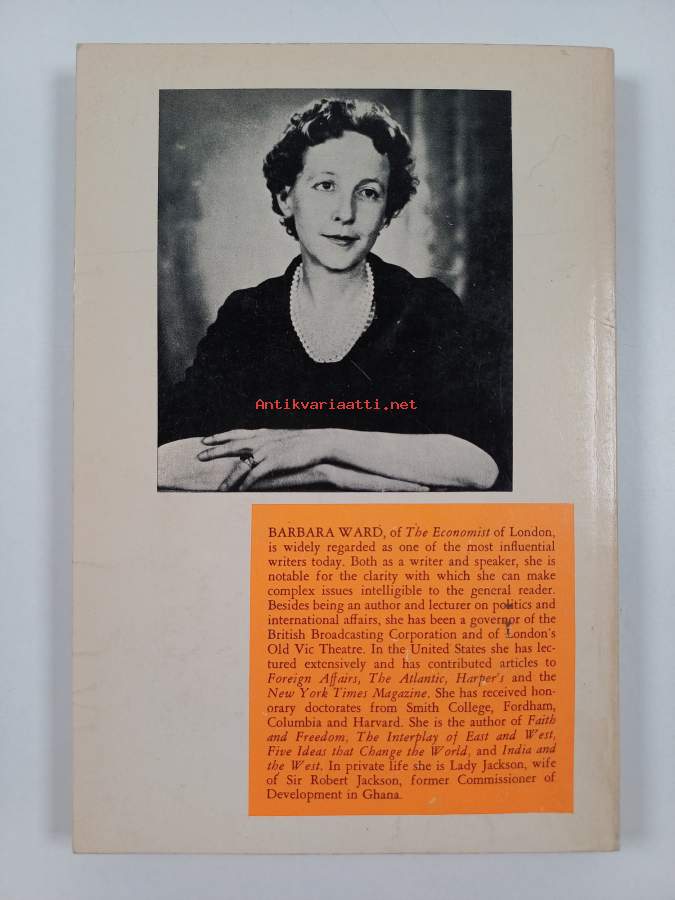 Antikvariaatti.net
BARBARA WARD, of The Economist of London,
is widely regarded as one of the most influential
writers today. Both as a writer and speaker, she is
notable for the clarity with which she can make
complex issues intelligible to the general reader.
Besides being an author and lecturer on politics and
international affairs, she has been a governor of the
British Broadcasting Corporation and of London's
Old Vic Theatre. In the United States she has lec-
tured extensively and has contributed articles to
Foreign Affairs, The Atlantic, Harper's and the
New York Times Magazine. She has received hon-
orary doctorates from Smith College, Fordham,
Columbia and Harvard. She is the author of Faith
and Freedom, The Interplay of East and West,
Five Ideas that Change the World, and India and
the West. In private life she is Lady Jackson, wife
of Sir Robert Jackson, former Commissioner of
Development in Ghana.